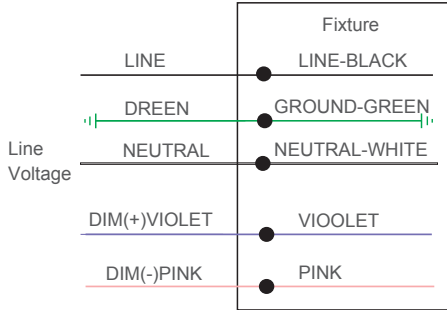 Fixture
LINE LINE-BLACK
DREEN GROUND-GREEN
Line
Voltage
NEUTRAL NEUTRAL-WHITE
DIM(+)VIOLET VIOOLET
DIM(-)PINK PINK